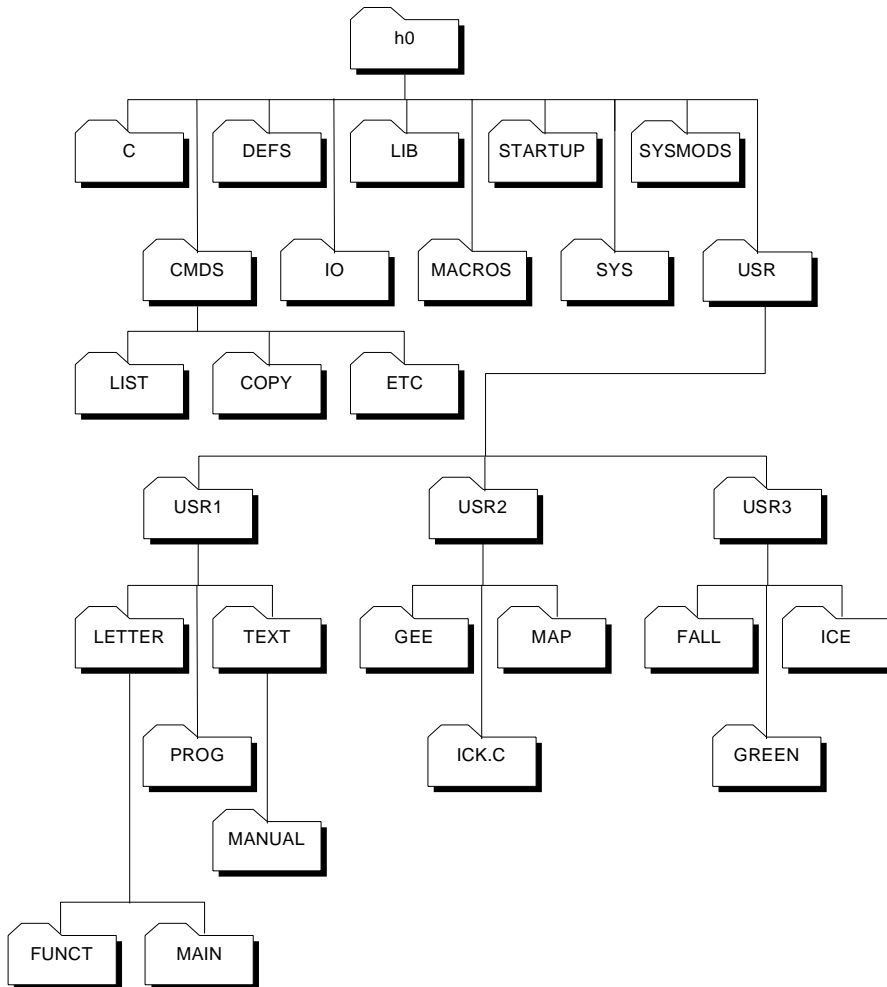 h0
C
DEFS
LIB
STARTUP
SYSMODS
CMDS
IO
MACROS
SYS
USR
LIST
COPY
ETC
USR1
USR2
USR3
LETTER
TEXT
GEE
MAP
FALL
ICE
PROG
ICK.C
GREEN
MANUAL
FUNCT
MAIN